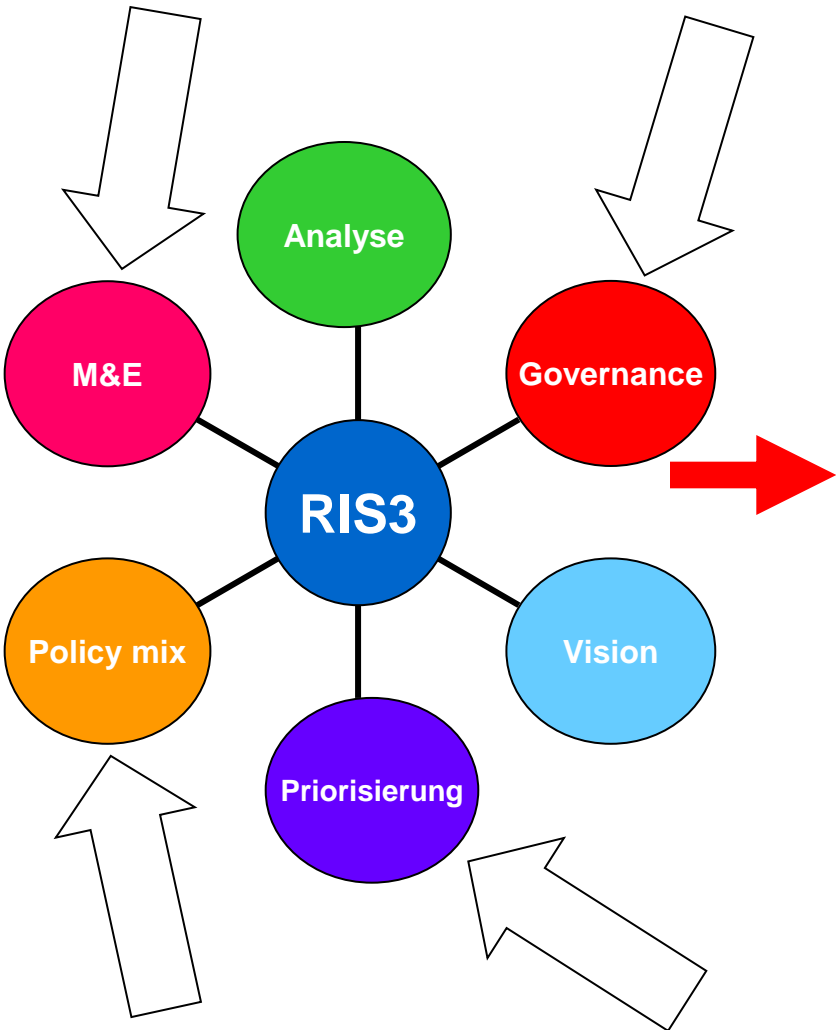 Analyse
M&E
Governance
RIS3
Policy mix
Vision
Priorisierung